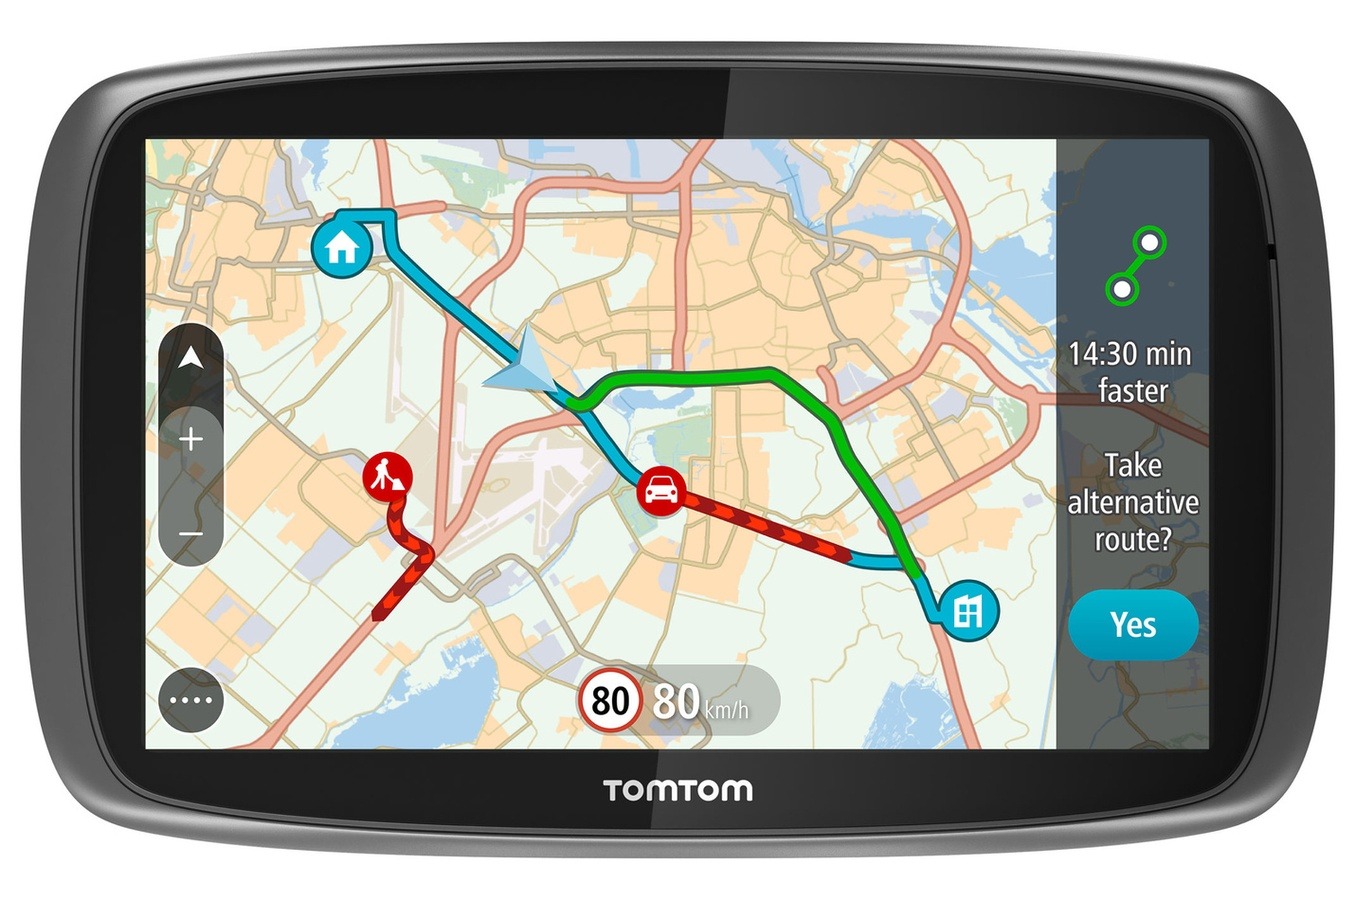 14:30 min
faster
Take
alternative
route?
Yes
+
−
80 80 km/h
TOMTOM